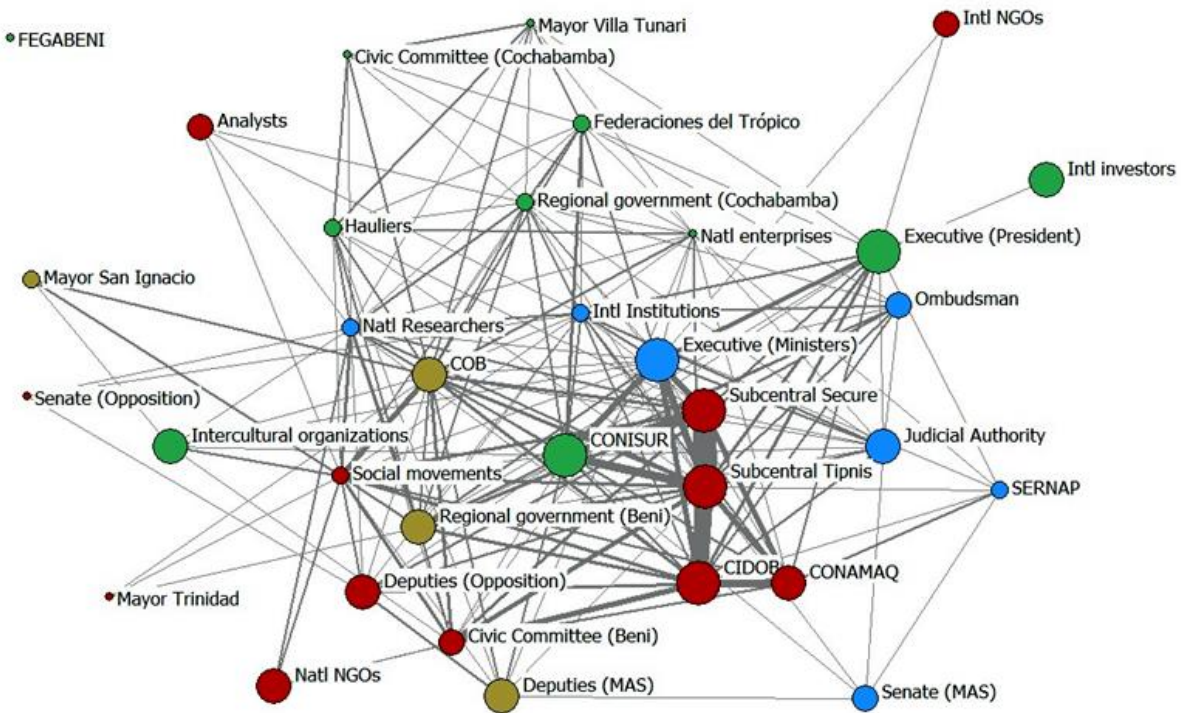 Mayor Villa Tunari
Intl NGOs
FEGABENI
Civic Committee (Cochabamba)
Analysts
Federaciones del Trópico
Intl investors
Regional government (Cochabamba)
Hauliers
Natl enterprises
Executive (President)
Mayor San Ignacio
Ombudsman
Intl Institutions
Natl Researchers
Executive (Ministers)
COB
Senate (Opposition)
Subcentral Secure
Intercultural organizations
CONISUR
Judicial Authority
Social movements
Subcentral Tipnis
SERNAP
Regional government (Beni)
CIDOB
Deputies (Opposition)
CONAMAQ
Mayor Trinidad
Civic Committee (Beni)
Natl NGOs
Deputies (MAS)
Senate (MAS)